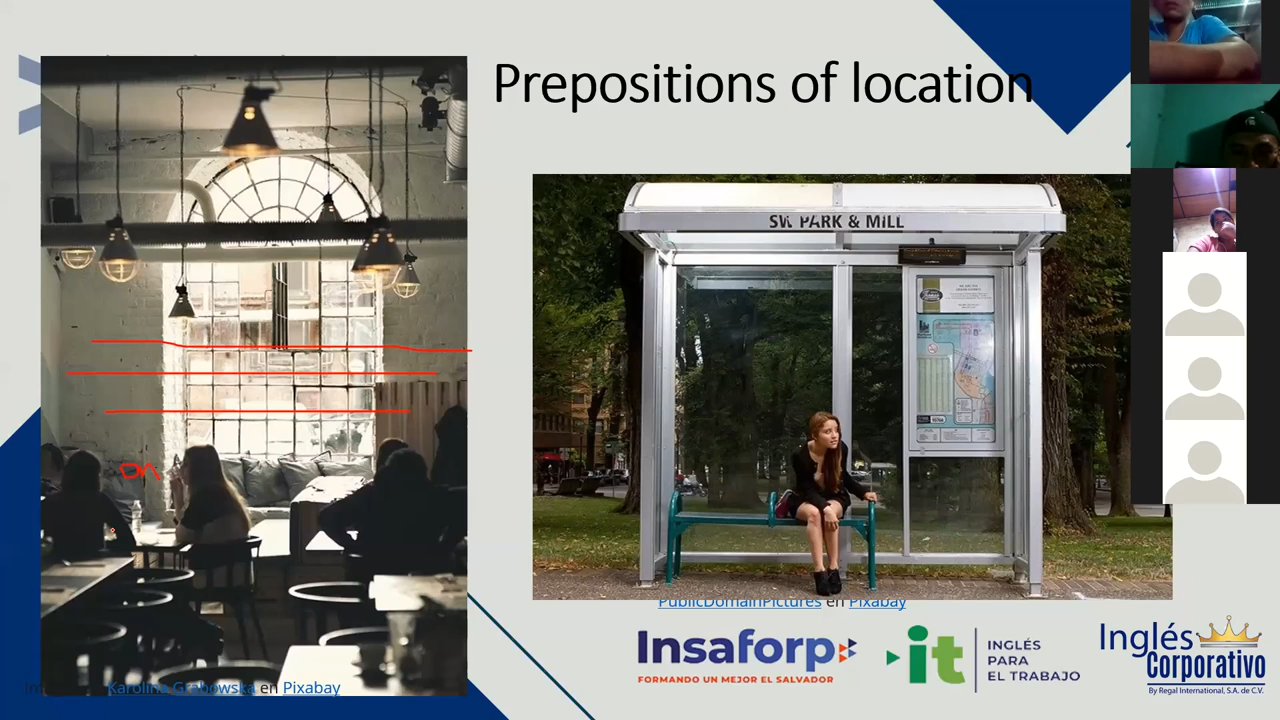 Prepositions of location
SW PARK & MILL
on
PublicDomainPictures en Pixabay
Karolina Grabowska en Pixabay
Insaforp
FORMANDO UN MEJOR EL SALVADOR
it
INGLÉS
PARA
EL TRABAJO
Inglés
Corporativo
By Regal International, S.A. de C.V.